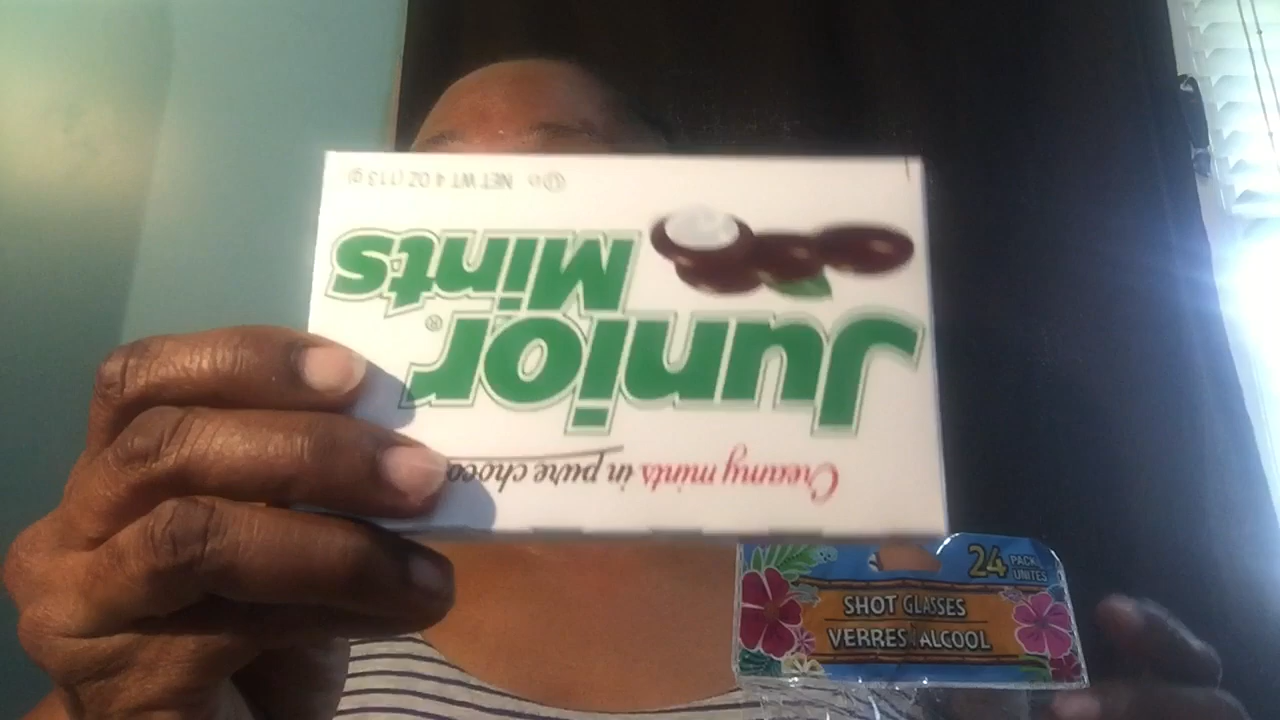 Creamy mints in pure choco
Junior®
Mints
NET WT 4 OZ (113 g)
24 PACK
UNITES
SHOT GLASSES
VERRES ALCOOL